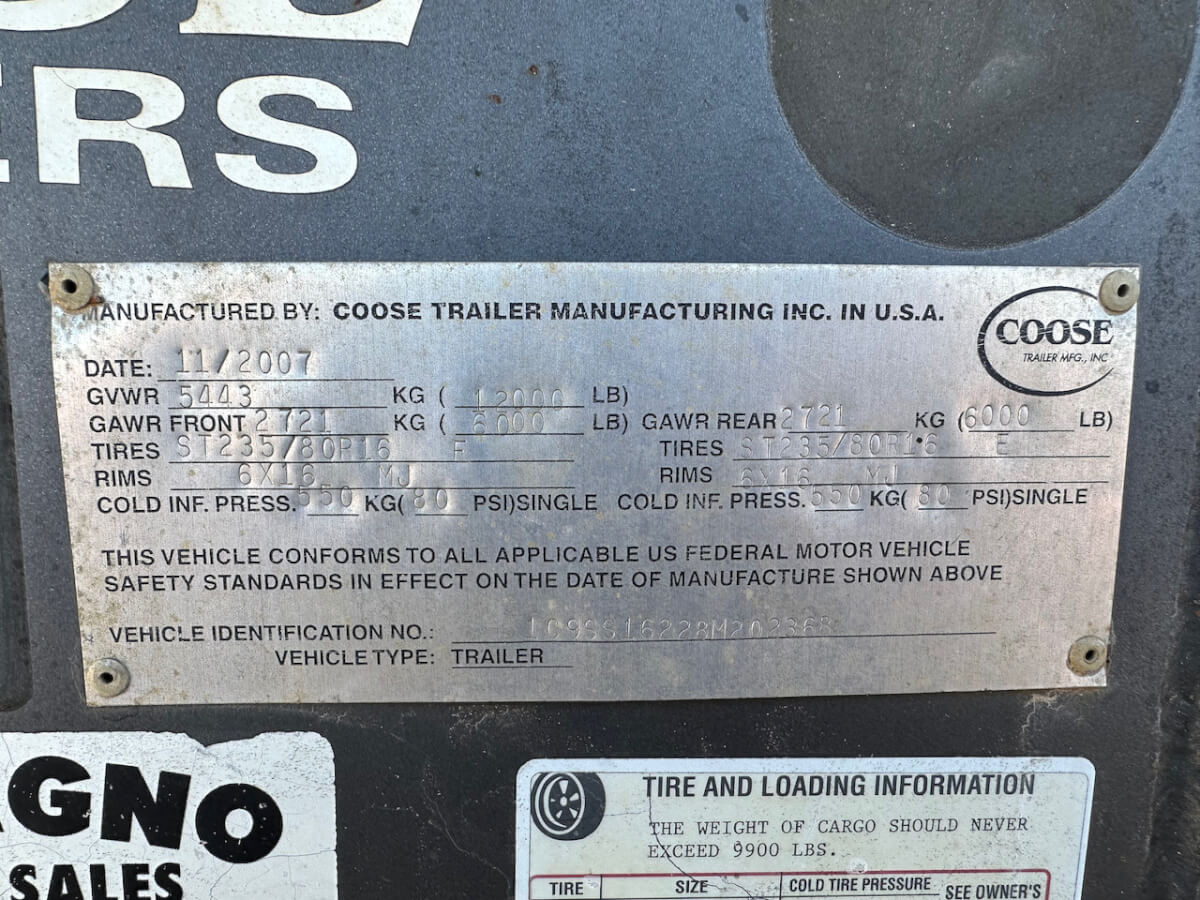 ERS
MANUFACTURED BY: COOSE TRAILER MANUFACTURING INC. IN U.S.A.
COOSE
TRAILER MFG., INC
DATE: 11/2007
GVWR 5443 KG ( 12000 LB)
GAWR FRONT 2721 KG ( 6000 LB) GAWR REAR 2721 KG (6000 LB)
TIRES ST235/80R16 E TIRES ST235/80R16 E
RIMS 6X16 MJ RIMS 6X16 MJ
COLD INF. PRESS. 550 KG( 80 PSI)SINGLE COLD INF. PRESS. 550 KG( 80 PSI)SINGLE
THIS VEHICLE CONFORMS TO ALL APPLICABLE US FEDERAL MOTOR VEHICLE
SAFETY STANDARDS IN EFFECT ON THE DATE OF MANUFACTURE SHOWN ABOVE
VEHICLE IDENTIFICATION NO.:
VEHICLE TYPE: TRAILER
GNO
SALES
TIRE AND LOADING INFORMATION
THE WEIGHT OF CARGO SHOULD NEVER
EXCEED 9900 LBS.
TIRE SIZE COLD TIRE PRESSURE SEE OWNER'S